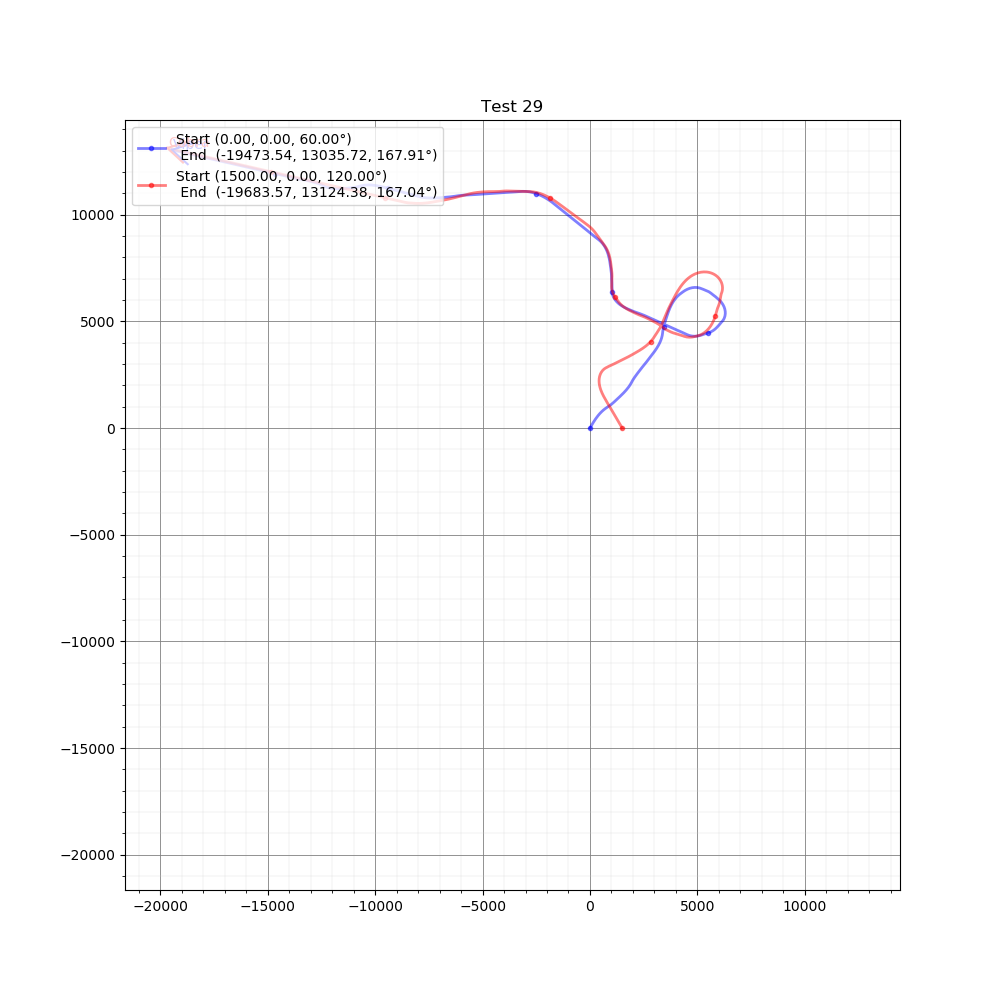 Test 29
Start (0.00, 0.00, 60.00°)
End (-19473.54, 13035.72, 167.91°)
Start (1500.00, 0.00, 120.00°)
End (-19683.57, 13124.38, 167.04°)
10000
5000
0
−5000
−10000
−15000
−20000
−20000 −15000 −10000 −5000 0 5000 10000